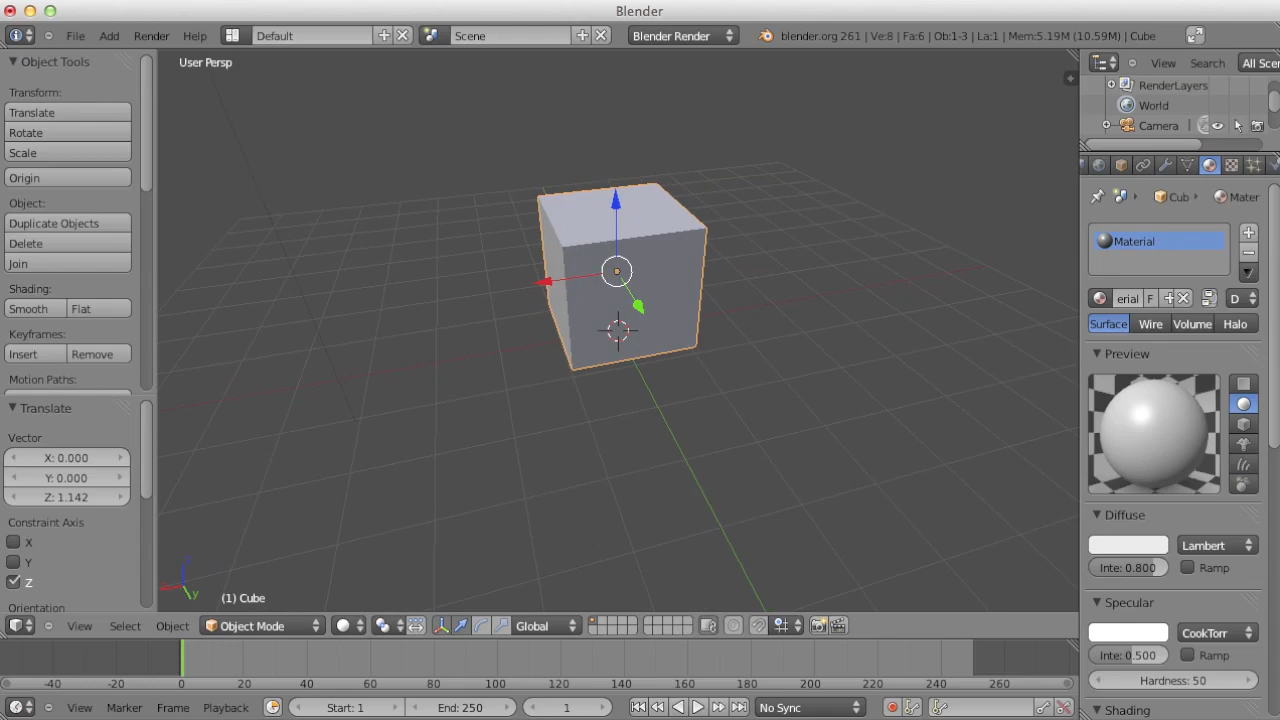 Blender
File Add Render Help Default Scene Blender Render blender.org 261 | Ve:8 | Fa:6 | Ob:1-3 | La:1 | Mem:5.19M (10.59M) | Cube
Object Tools
Transform:
Translate
Rotate
Scale
Origin
Object:
Duplicate Objects
Delete
Join
Shading:
Smooth Flat
Keyframes:
Insert Remove
Motion Paths:
Translate
Vector
X: 0.000
Y: 0.000
Z: 1.142
Constraint Axis
X
Y
Z
Orientation
User Persp
y
(1) Cube
View Select Object Object Mode Global
View Search All Scer
RenderLayers
World
Camera
Cub Mater
Material
erial F D
Surface Wire Volume Halo
Preview
Diffuse
Lambert
Inte: 0.800 Ramp
Specular
CookTorr
Inte: 0.500 Ramp
Hardness: 50
Shading
-40 -20 0 20 40 60 80 100 120 140 160 180 200 220 240 260
View Marker Frame Playback Start: 1 End: 250 1 No Sync